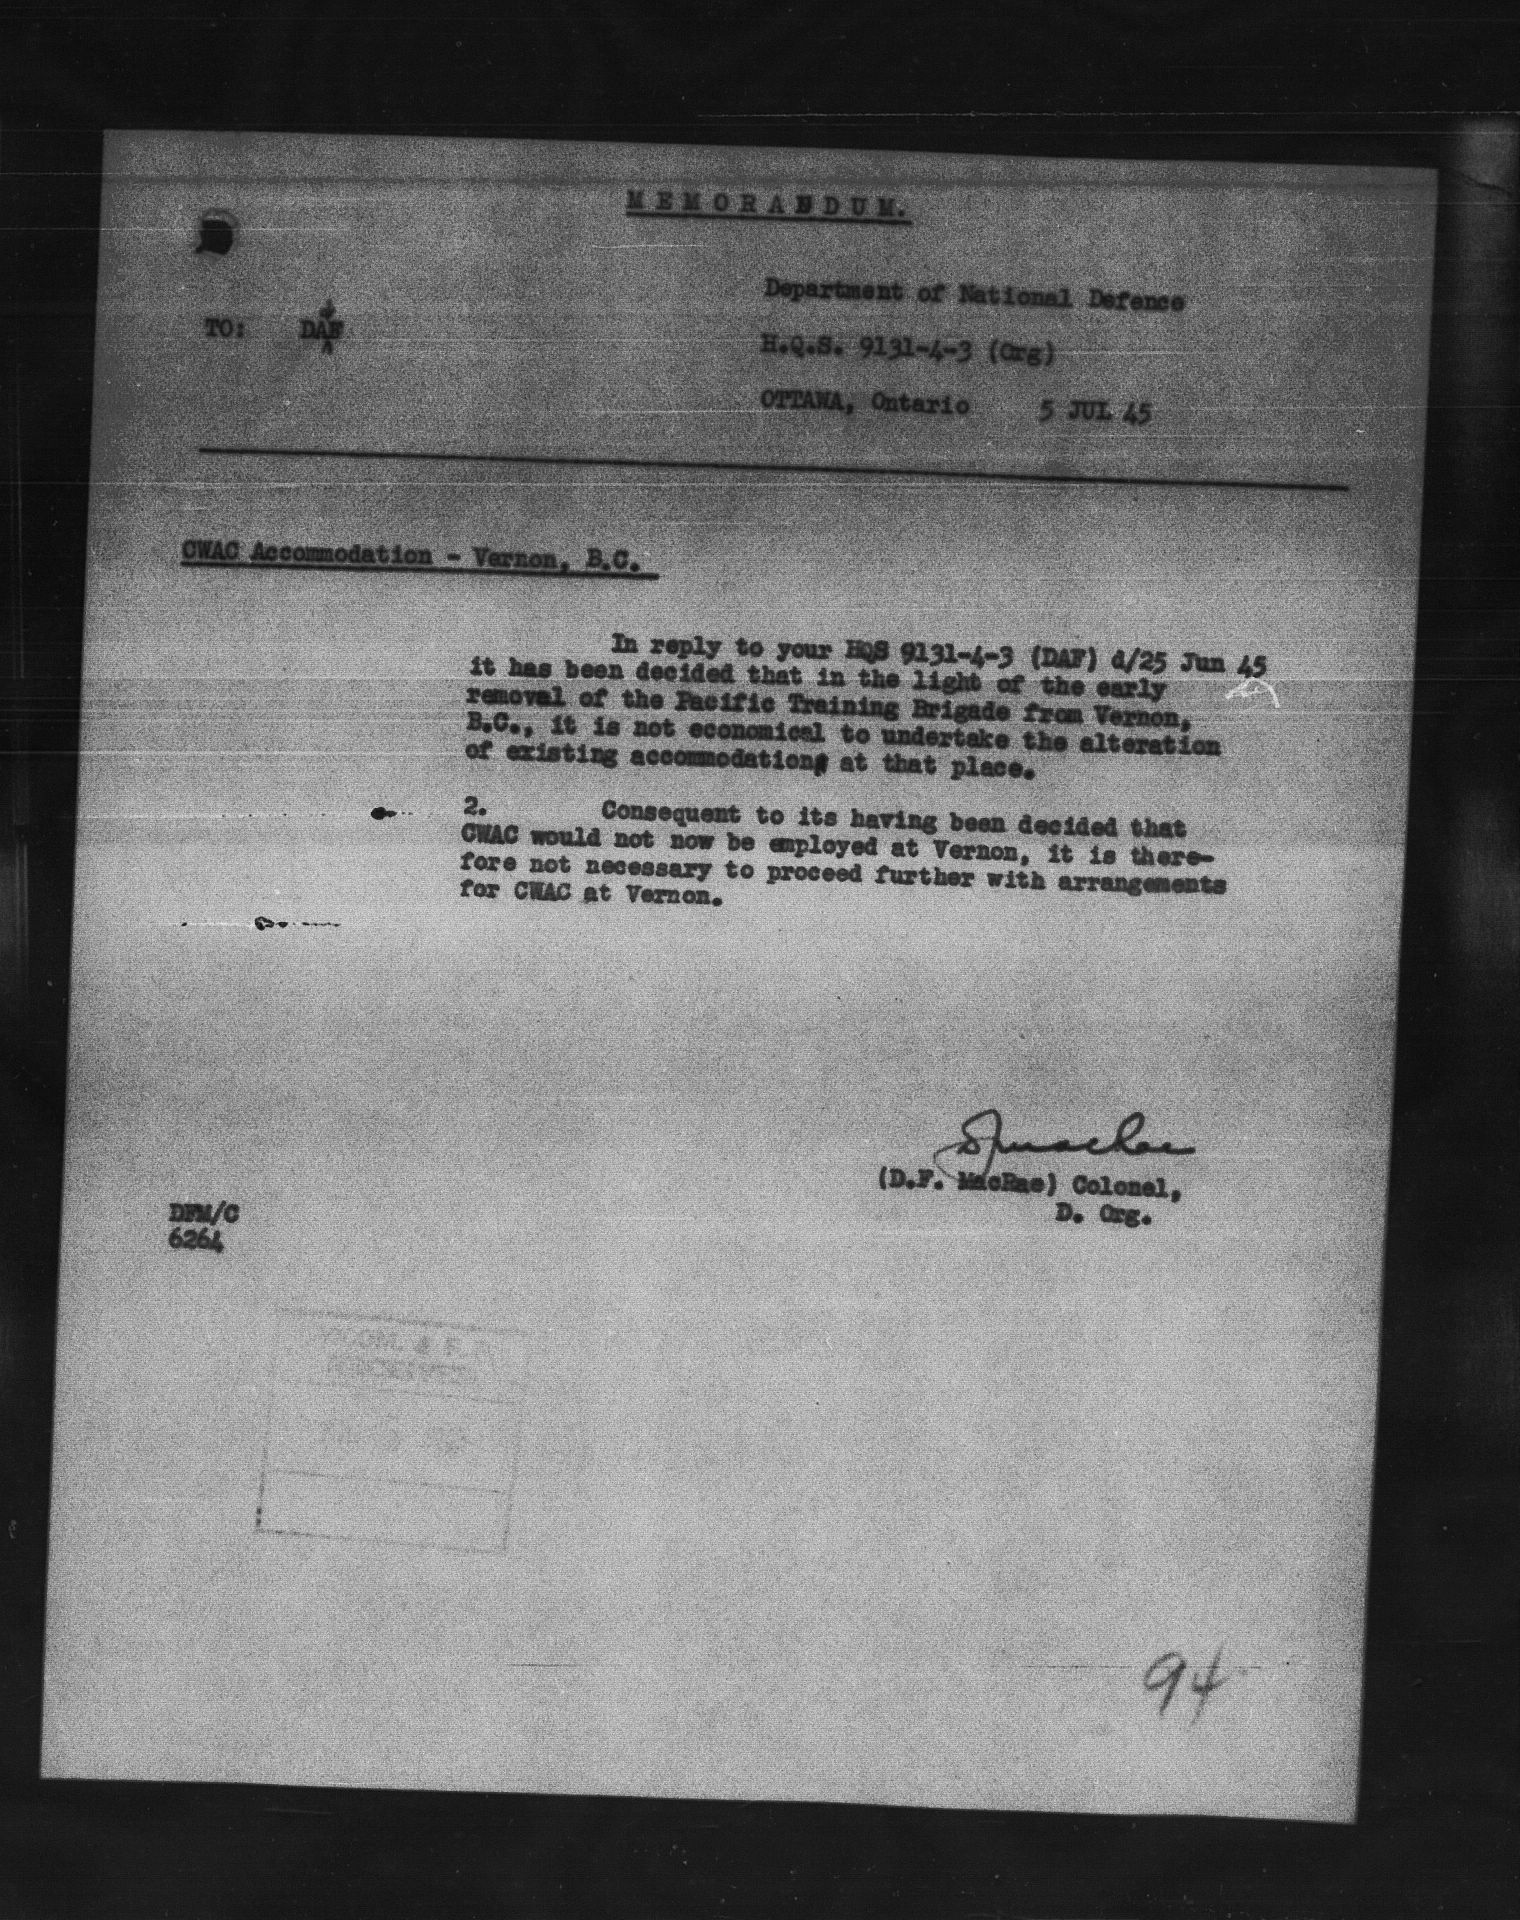 MEMORANDUM.
Department of National Defence
TO: DA&F
H.Q.S. 9131-4-3 (Org)
OTTAWA, Ontario 5 JUL 45
CWAC Accommodation - Vernon, B.C.
In reply to your HQS 9131-4-3 (DAF) d/25 Jun 45
it has been decided that in the light of the early
removal of the Pacific Training Brigade from Vernon,
B.C., it is not economical to undertake the alteration
of existing accommodation at that place.
2. Consequent to its having been decided that
CWAC would not now be employed at Vernon, it is there-
fore not necessary to proceed further with arrangements
for CWAC at Vernon.
(D.F. MacRae) Colonel,
D. Org.
DFM/C
6264
94